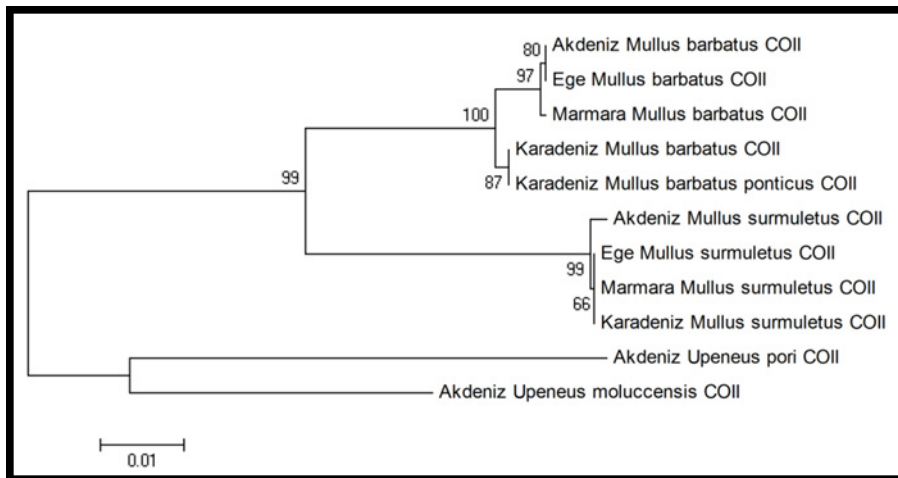 80
Akdeniz Mullus barbatus COII
97
Ege Mullus barbatus COII
100
Marmara Mullus barbatus COII
Karadeniz Mullus barbatus COII
99
87
Karadeniz Mullus barbatus ponticus COII
Akdeniz Mullus surmuletus COII
Ege Mullus surmuletus COII
99
Marmara Mullus surmuletus COII
66
Karadeniz Mullus surmuletus COII
Akdeniz Upeneus pori COII
Akdeniz Upeneus moluccensis COII
0.01